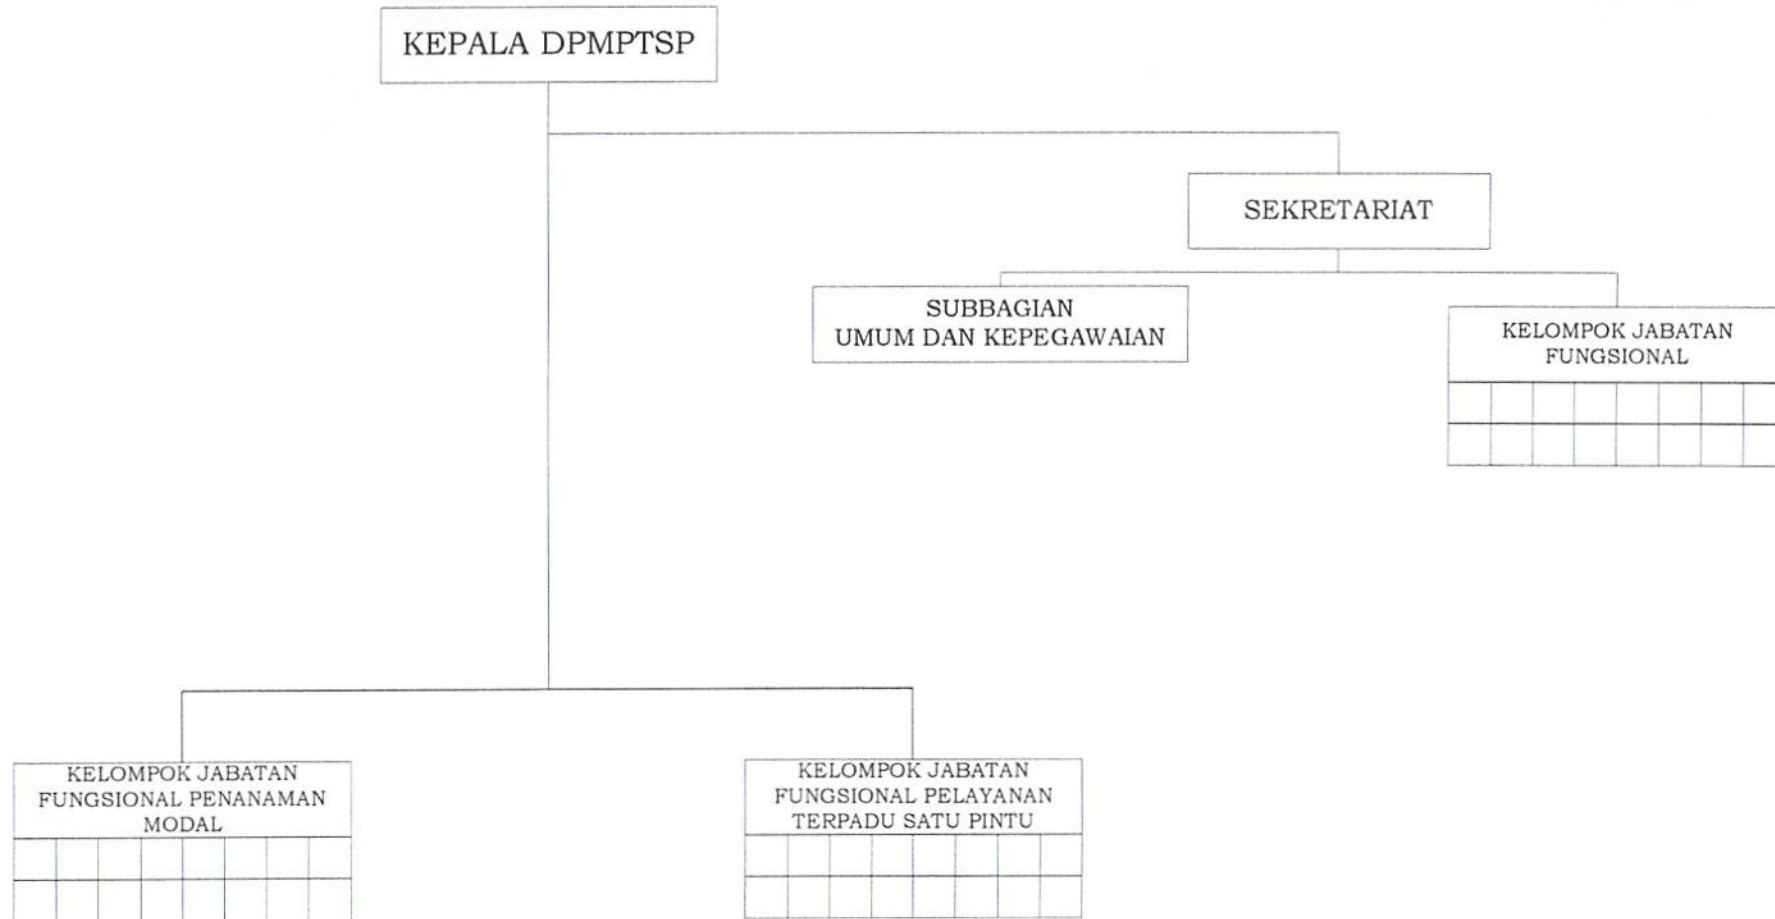 KEPALA DPMPTSP
SEKRETARIAT
SUBBAGIAN
UMUM DAN KEPEGAWAIAN
KELOMPOK JABATAN
FUNGSIONAL
KELOMPOK JABATAN
FUNGSIONAL PENANAMAN
MODAL
KELOMPOK JABATAN
FUNGSIONAL PELAYANAN
TERPADU SATU PINTU